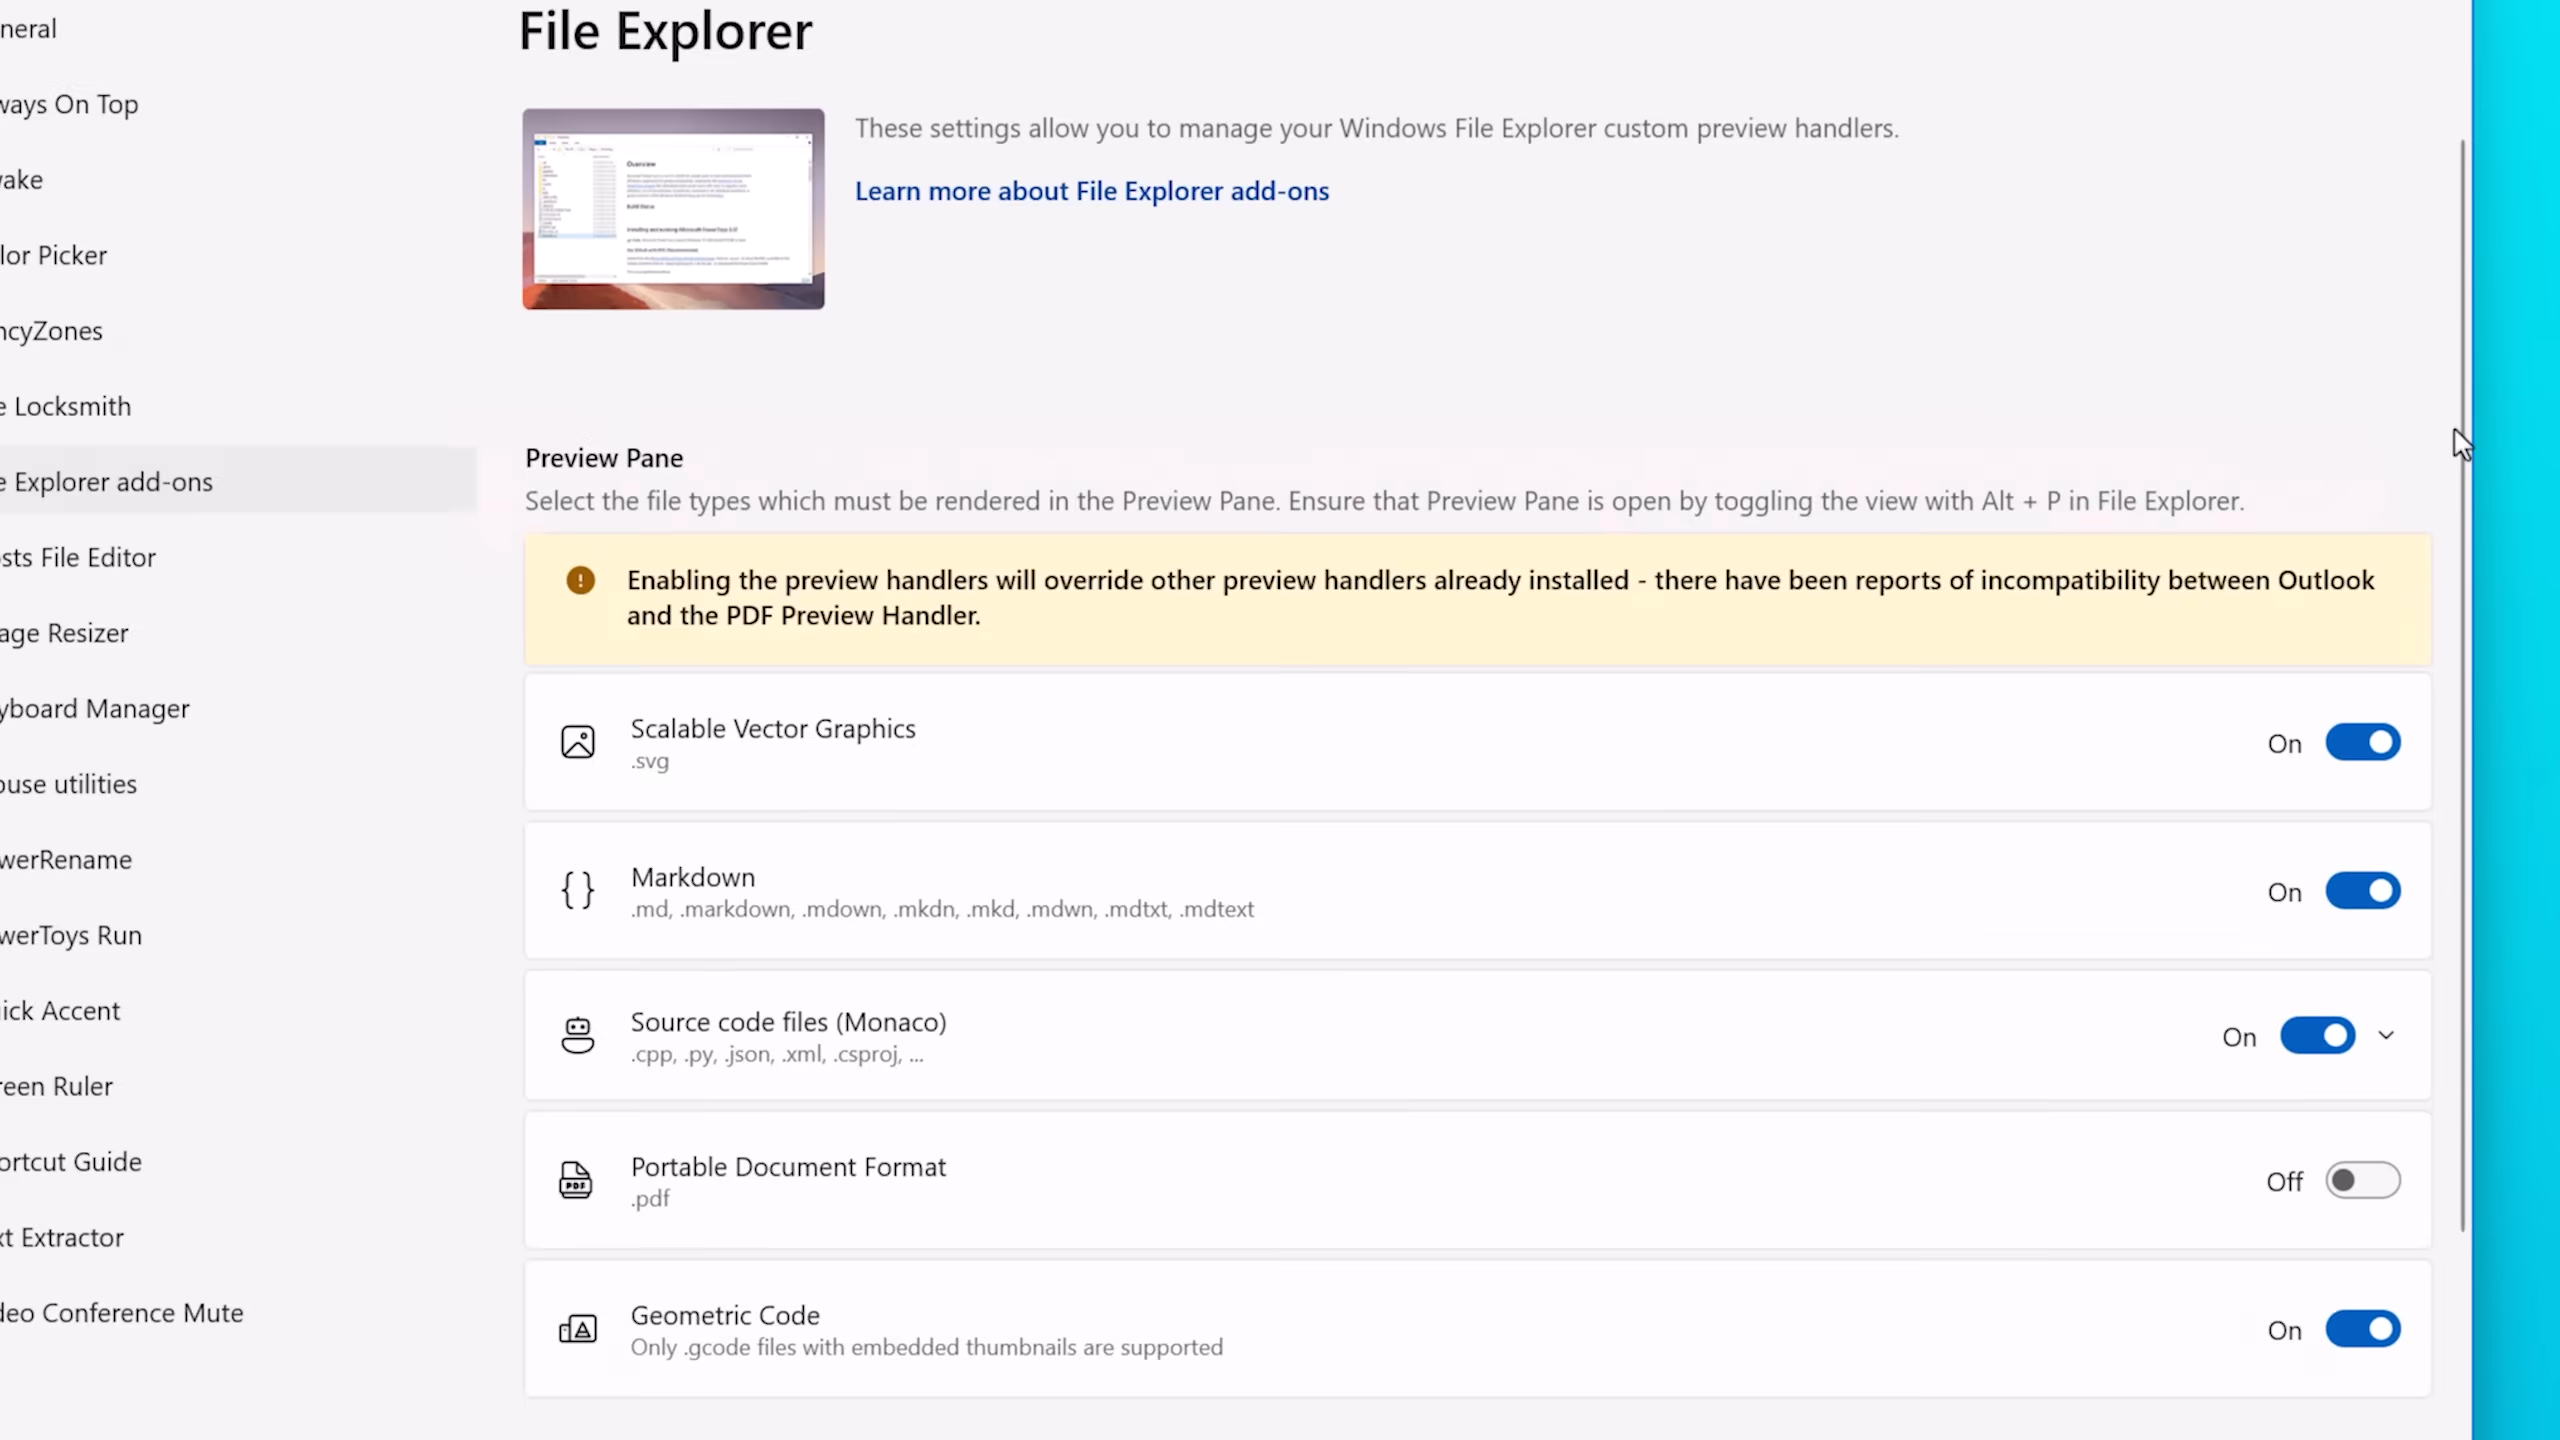 neral
ways On Top
ake
lor Picker
ncyZones
e Locksmith
e Explorer add-ons
sts File Editor
age Resizer
yboard Manager
ouse utilities
werRename
werToys Run
ick Accent
reen Ruler
ortcut Guide
xt Extractor
deo Conference Mute
File Explorer
Overview
These settings allow you to manage your Windows File Explorer custom preview handlers.
Learn more about File Explorer add-ons
Preview Pane
Select the file types which must be rendered in the Preview Pane. Ensure that Preview Pane is open by toggling the view with Alt + P in File Explorer.
Enabling the preview handlers will override other preview handlers already installed - there have been reports of incompatibility between Outlook
and the PDF Preview Handler.
Scalable Vector Graphics
.svg
On
Markdown
.md, .markdown, .mdown, .mkdn, .mkd, .mdwn, .mdtxt, .mdtext
On
Source code files (Monaco)
.cpp, .py, .json, .xml, .csproj, ...
On
PDF
Portable Document Format
.pdf
Off
Geometric Code
Only .gcode files with embedded thumbnails are supported
On